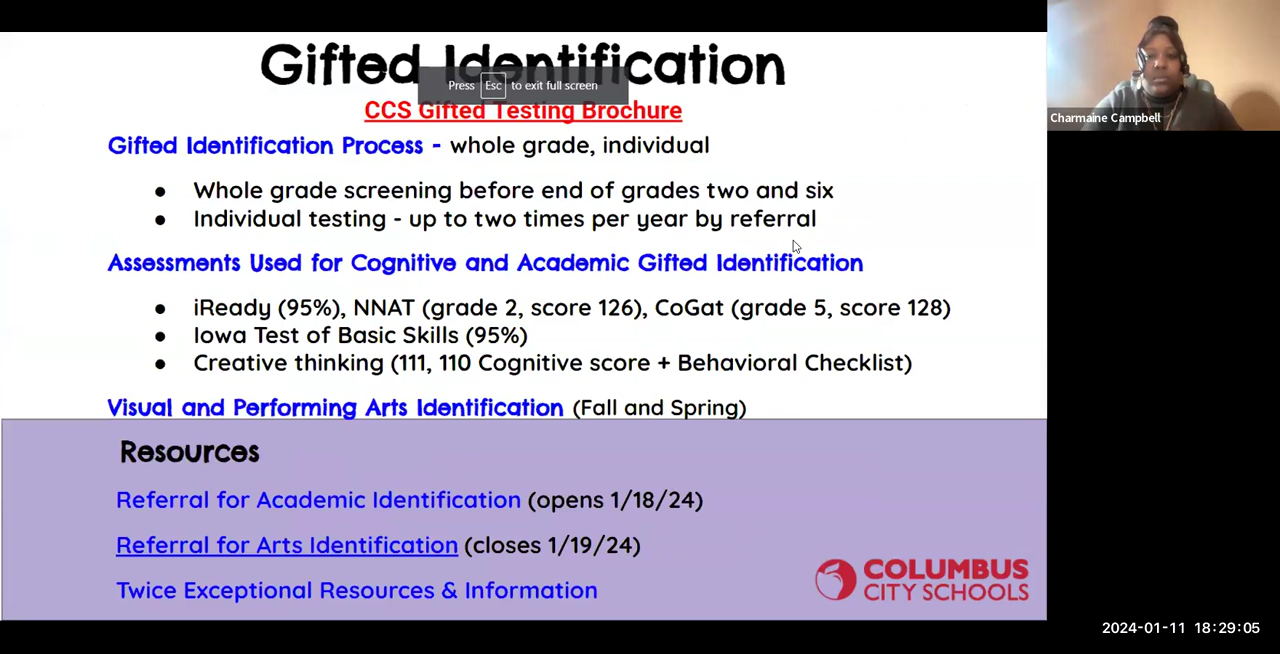 Gifted Identification
Press Esc to exit full screen
CCS Gifted Testing Brochure
Charmaine Campbell
Gifted Identification Process - whole grade, individual
● Whole grade screening before end of grades two and six
● Individual testing - up to two times per year by referral
Assessments Used for Cognitive and Academic Gifted Identification
● iReady (95%), NNAT (grade 2, score 126), CoGat (grade 5, score 128)
● Iowa Test of Basic Skills (95%)
● Creative thinking (111, 110 Cognitive score + Behavioral Checklist)
Visual and Performing Arts Identification (Fall and Spring)
Resources
Referral for Academic Identification (opens 1/18/24)
Referral for Arts Identification (closes 1/19/24)
Twice Exceptional Resources & Information
COLUMBUS
CITY SCHOOLS
2024-01-11 18:29:05